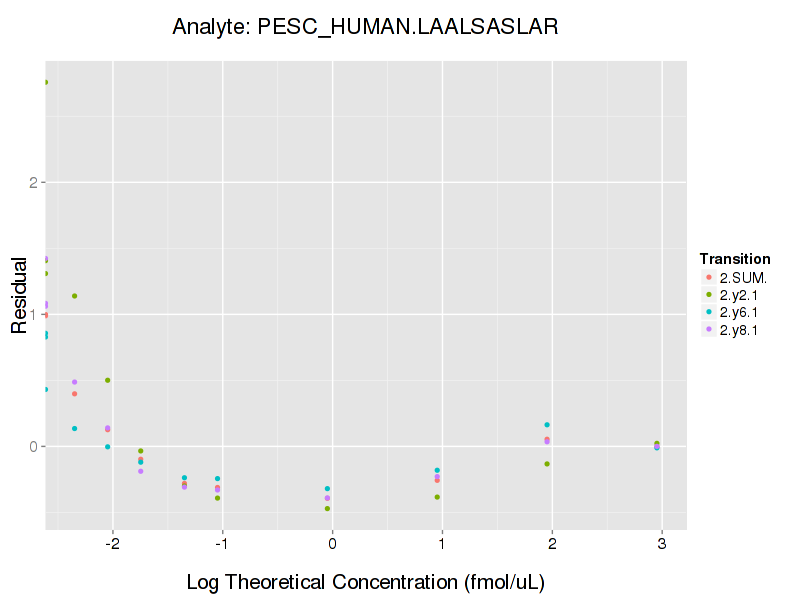 Analyte: PESC_HUMAN.LAALSASLAR
2
1
0
Residual
-2 -1 0 1 2 3
Log Theoretical Concentration (fmol/uL)
Transition
2.SUM.
2.y2.1
2.y6.1
2.y8.1